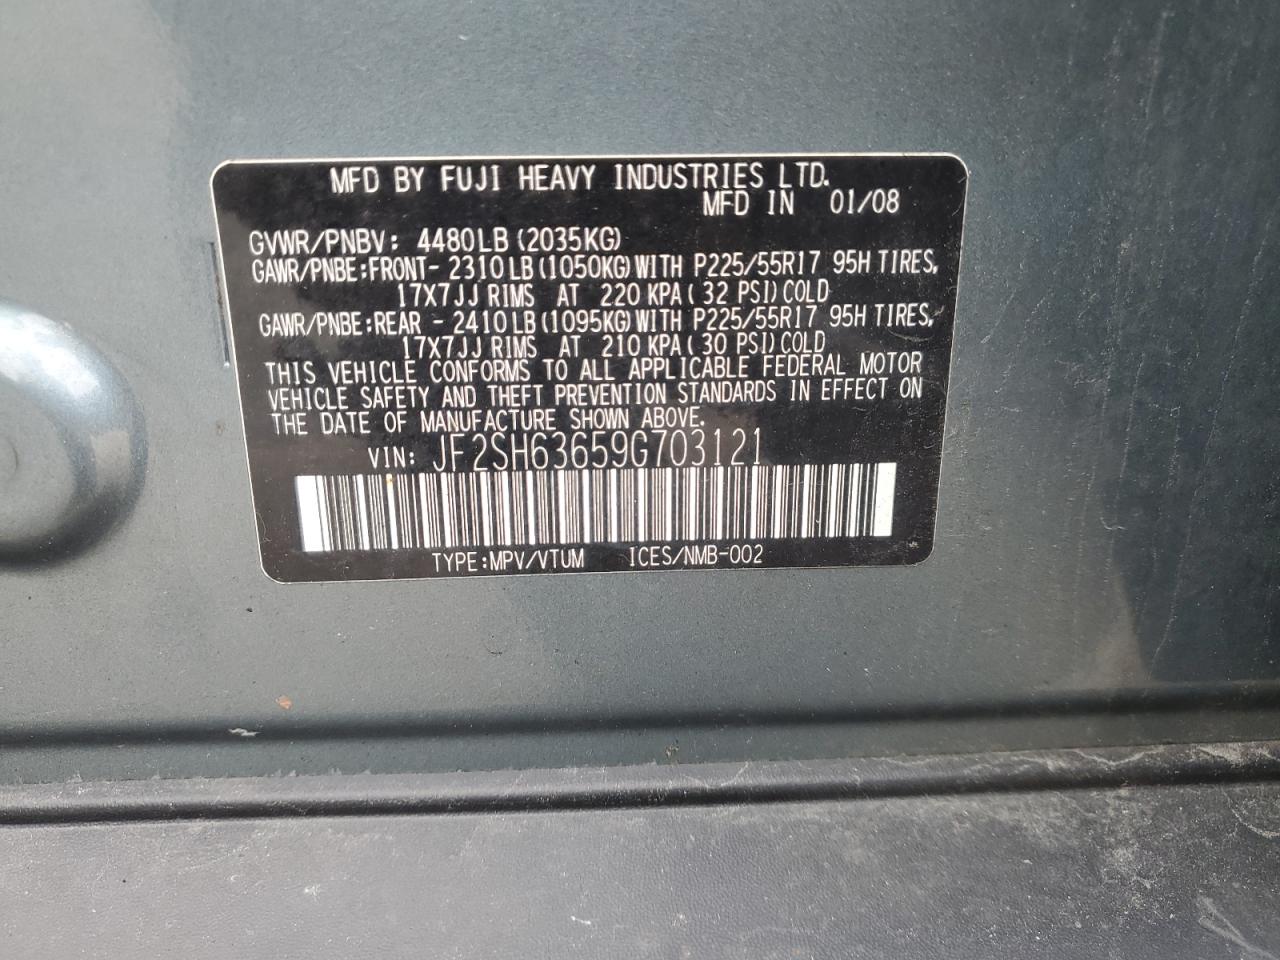 MFD BY FUJI HEAVY INDUSTRIES LTD.
MFD IN 01/08
GVWR/PNBV: 4480LB (2035KG)
GAWR/PNBE:FRONT- 2310LB (1050KG) WITH P225/55R17 95H TIRES,
17X7JJ RIMS AT 220 KPA ( 32 PSI) COLD
GAWR/PNBE:REAR - 2410LB (1095KG) WITH P225/55R17 95H TIRES,
17X7JJ RIMS AT 210 KPA ( 30 PSI) COLD
THIS VEHICLE CONFORMS TO ALL APPLICABLE FEDERAL MOTOR
VEHICLE SAFETY AND THEFT PREVENTION STANDARDS IN EFFECT ON
THE DATE OF MANUFACTURE SHOWN ABOVE.
VIN: JF2SH63659G703121
TYPE:MPV/VTUM ICES/NMB-002